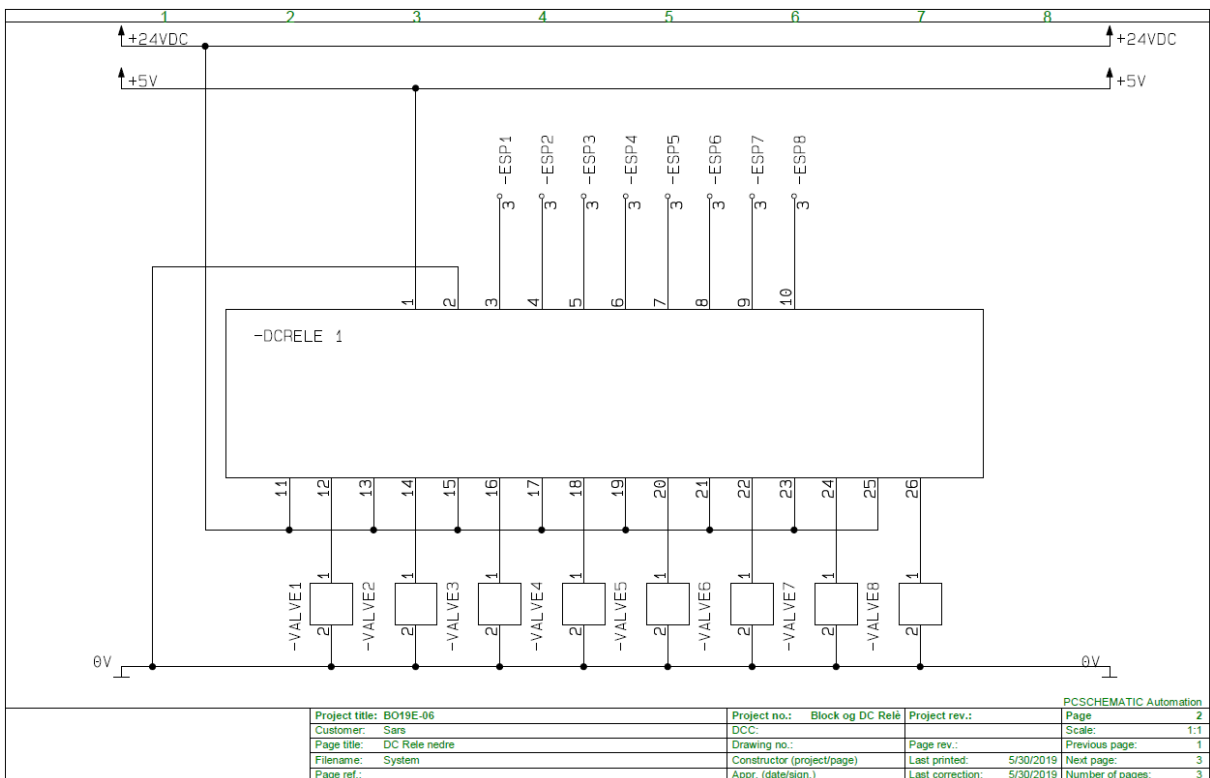 1 2 3 4 5 6 7 8
+24VDC +24VDC
+5V +5V
-ESP1 -ESP2 -ESP3 -ESP4 -ESP5 -ESP6 -ESP7 -ESP8
3 3 3 3 3 3 3 3
1 2 3 4 5 6 7 8 9 10
-DCRELE 1
11 12 13 14 15 16 17 18 19 20 21 22 23 24 25 26
1 1 1 1 1 1 1 1
-VALVE1 -VALVE2 -VALVE3 -VALVE4 -VALVE5 -VALVE6 -VALVE7 -VALVE8
2 2 2 2 2 2 2 2
0V 0V
PCSCHEMATIC Automation
Project title: BO19E-06 Project no.: Block og DC Relè Project rev.: Page 2
Customer: Sars DCC: Scale: 1:1
Page title: DC Rele nedre Drawing no.: Page rev.: Previous page: 1
Filename: System Constructor (project/page) Last printed: 5/30/2019 Next page: 3
Page ref.: Appr. (date/sign.) Last correction: 5/30/2019 Number of pages: 3